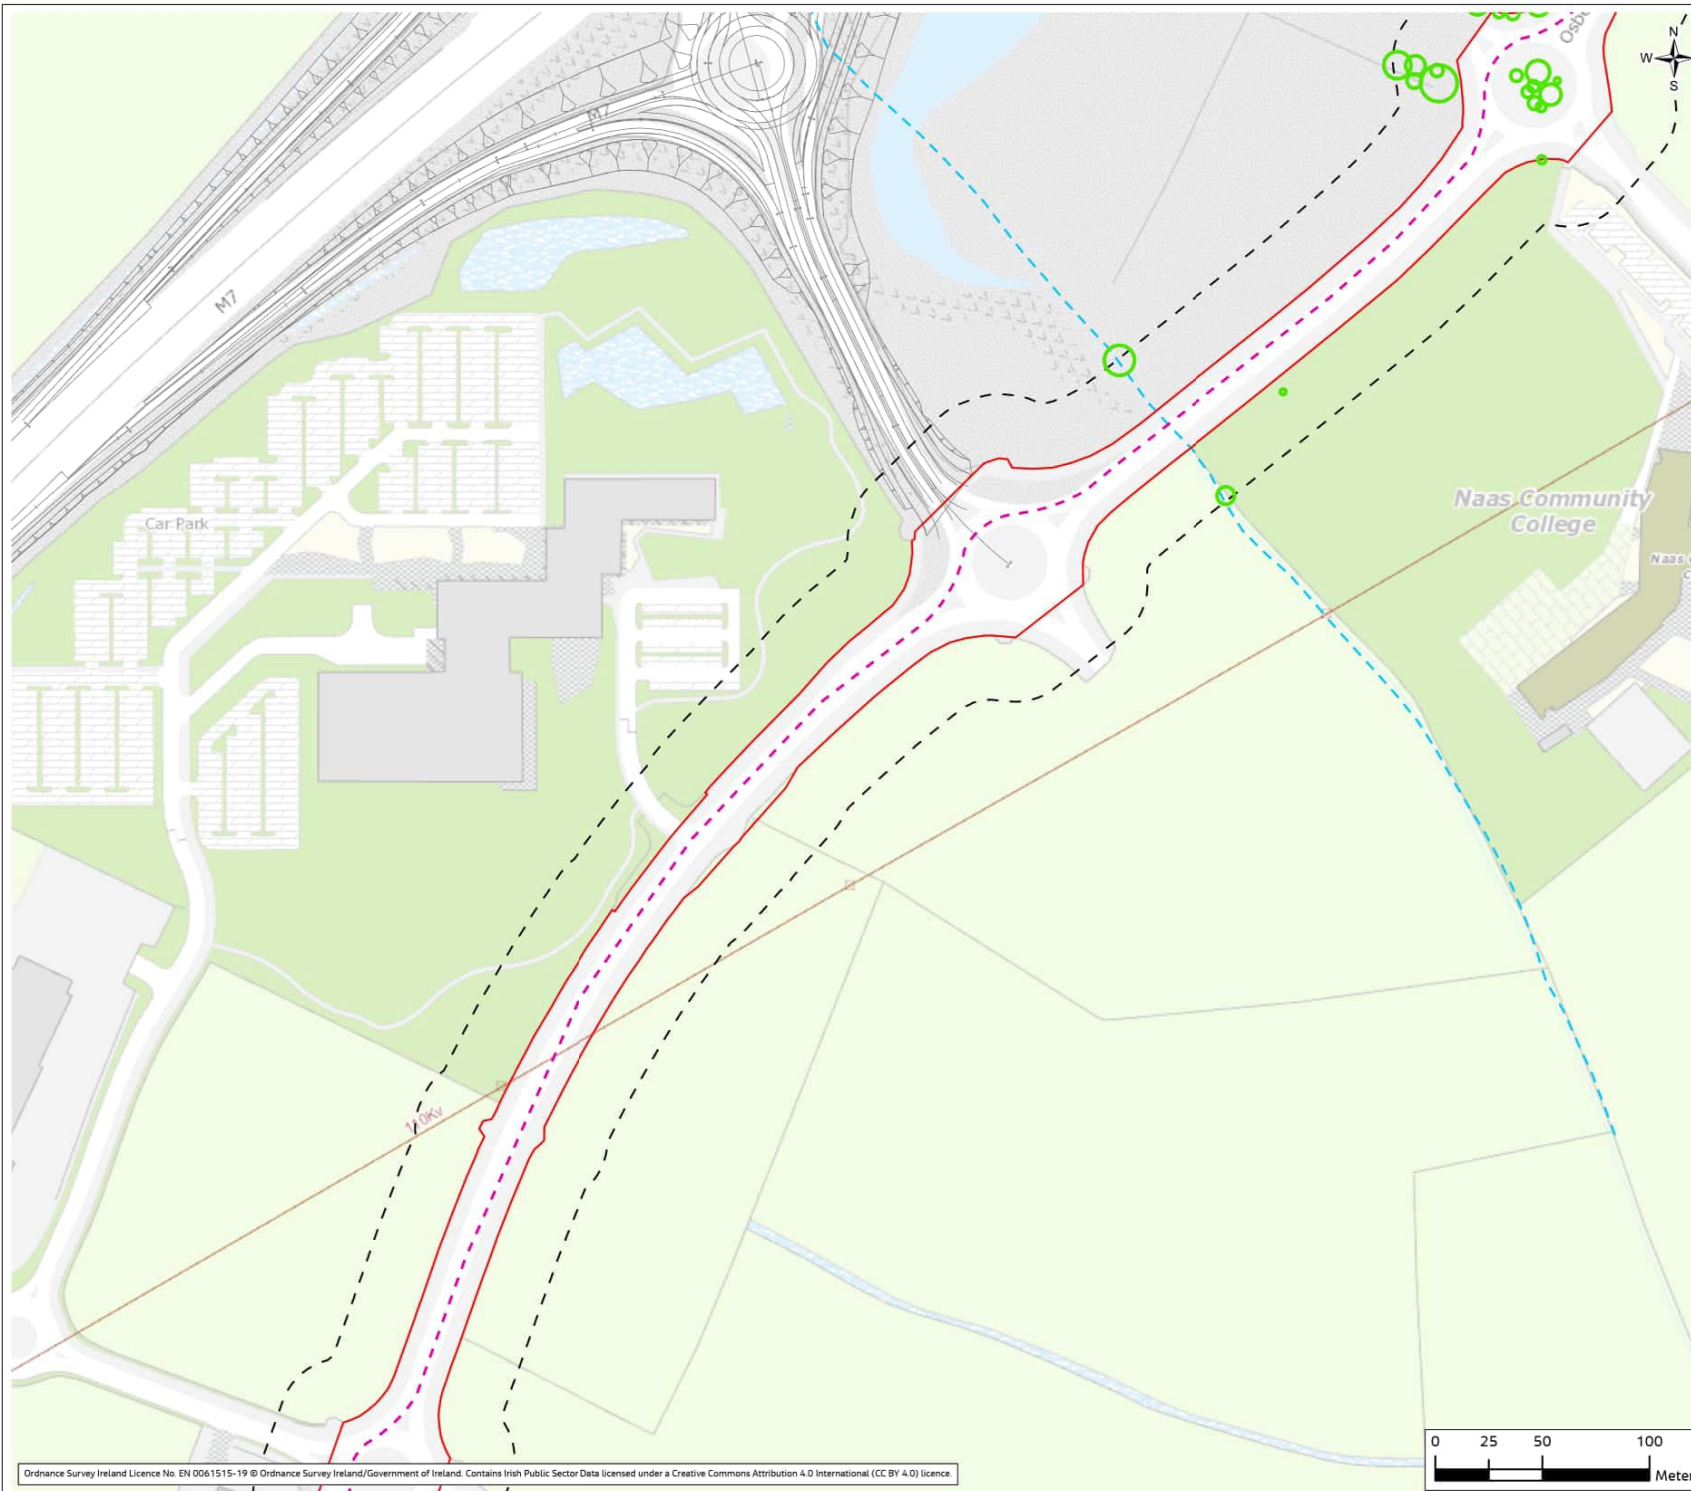 Osbe
N
W
S
M7
M7
Car Park
Naas Community
College
Naas
C
110Kv
0 25 50 100
Meter
Ordnance Survey Ireland Licence No. EN 0061515-19 © Ordnance Survey Ireland/Government of Ireland. Contains Irish Public Sector Data licensed under a Creative Commons Attribution 4.0 International (CC BY 4.0) licence.